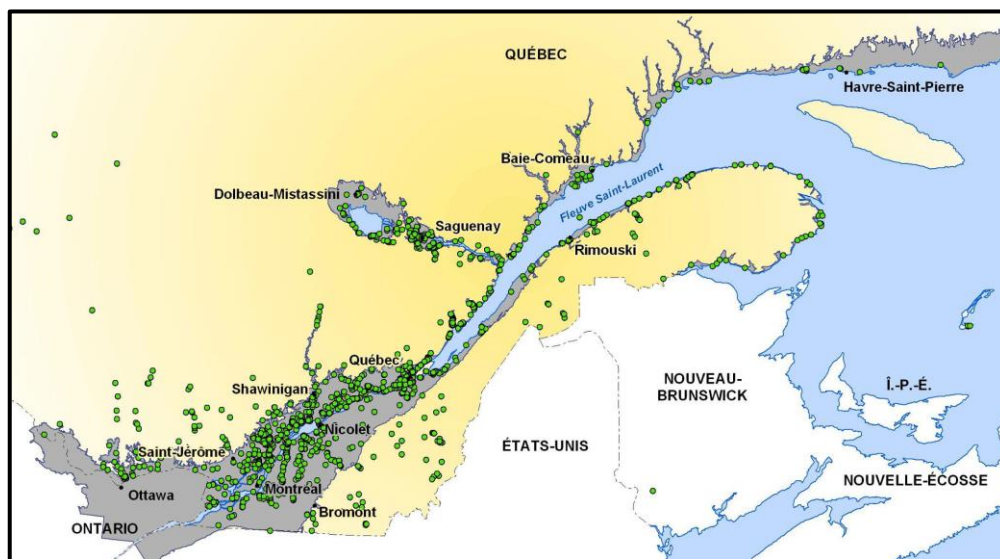 QUÉBEC
Havre-Saint-Pierre
Baie-Comeau
Dolbeau-Mistassini
Fleuve Saint-Laurent
Saguenay
Rimouski
Québec
Shawinigan
NOUVEAU-
BRUNSWICK
Î.-P.-É.
Nicolet
ÉTATS-UNIS
Saint-Jérôme
NOUVELLE-ÉCOSSE
Ottawa
Montréal
Bromont
ONTARIO